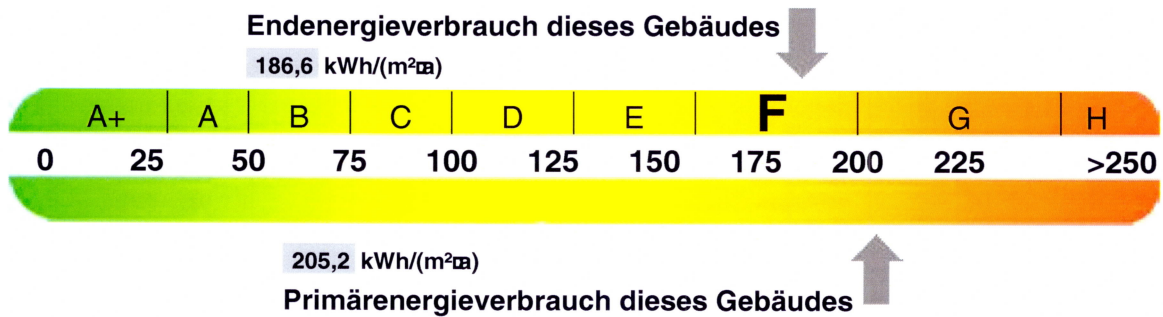 Endenergieverbrauch dieses Gebäudes
186,6 kWh/(m²a)
A+ A B C D E F G H
0 25 50 75 100 125 150 175 200 225 >250
205,2 kWh/(m²a)
Primärenergieverbrauch dieses Gebäudes